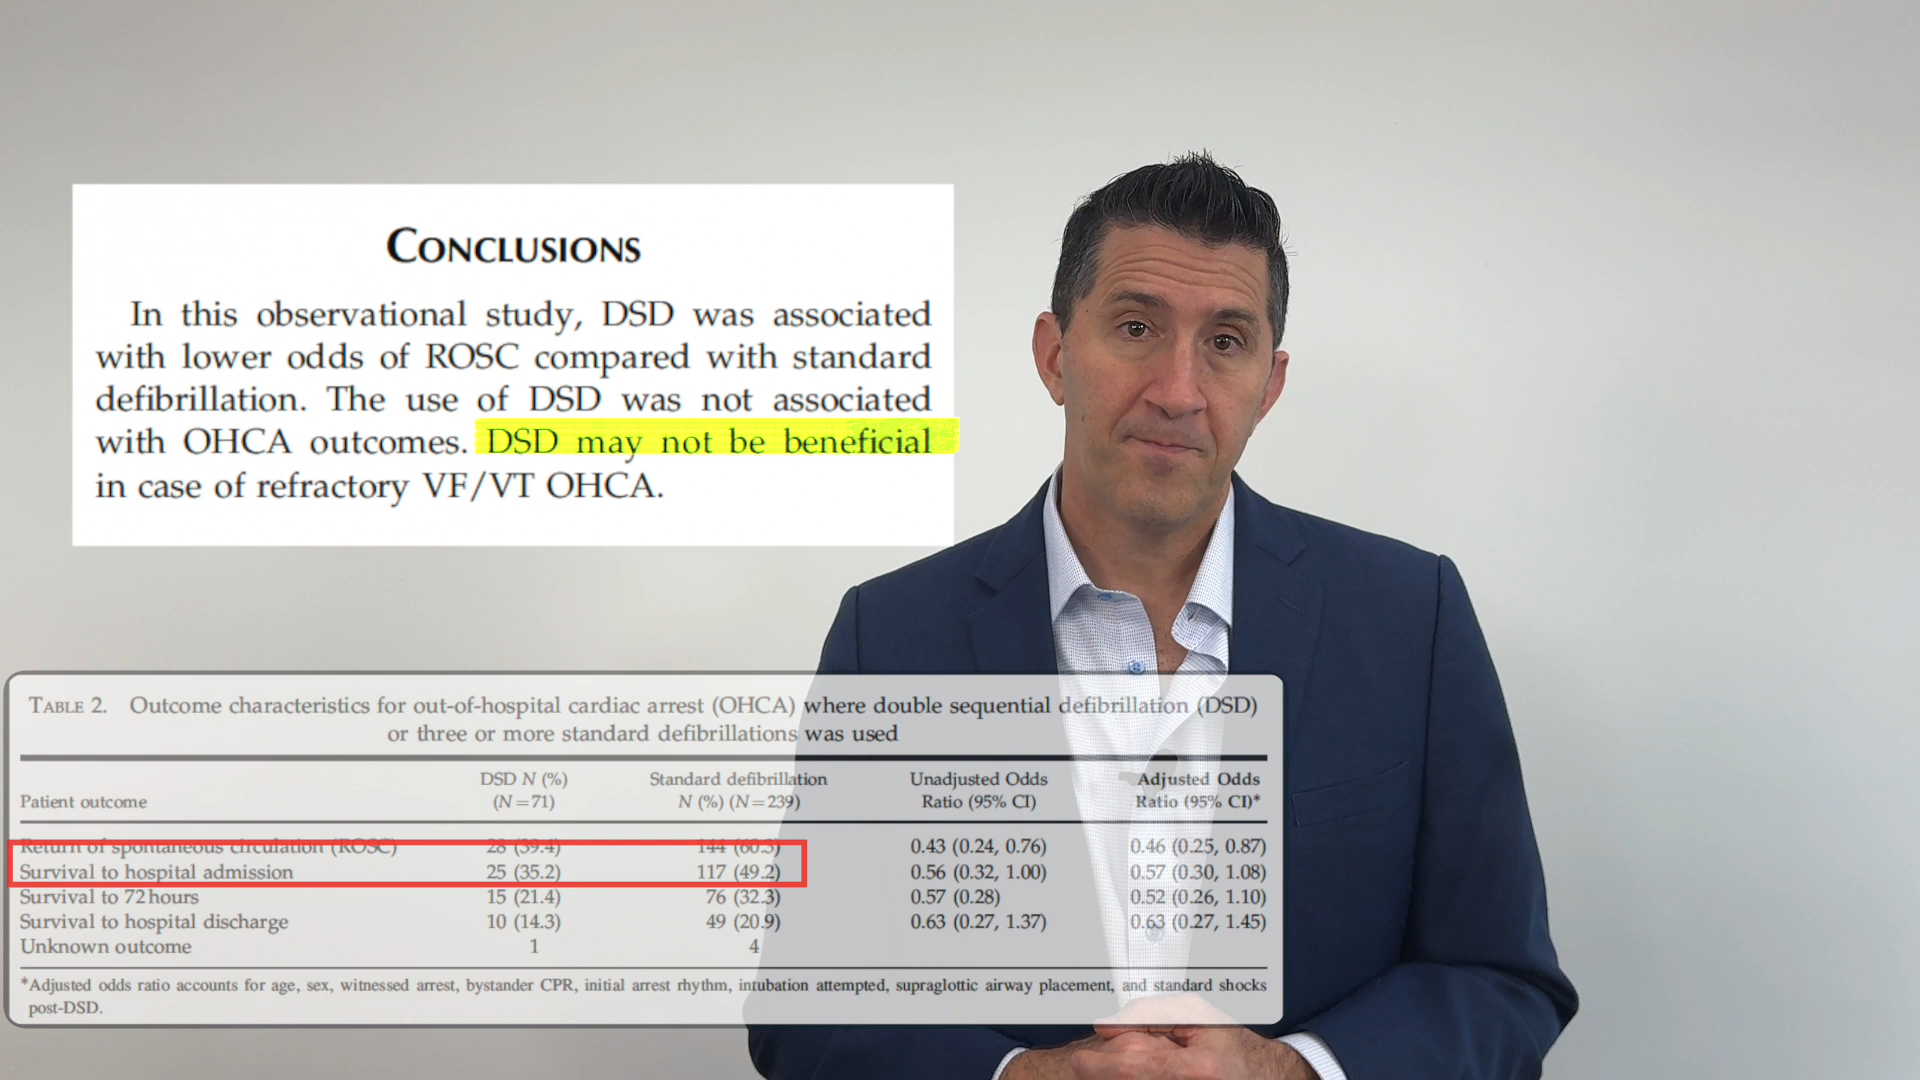 CONCLUSIONS
In this observational study, DSD was associated
with lower odds of ROSC compared with standard
defibrillation. The use of DSD was not associated
with OHCA outcomes. DSD may not be beneficial
in case of refractory VF/VT OHCA.
TABLE 2. Outcome characteristics for out-of-hospital cardiac arrest (OHCA) where double sequential defibrillation (DSD)
or three or more standard defibrillations was used
DSD N (%) Standard defibrillation Unadjusted Odds Adjusted Odds
Patient outcome (N=71) N (%) (N=239) Ratio (95% CI) Ratio (95% CI)*
Return of spontaneous circulation (ROSC) 28 (39.4) 144 (60.3) 0.43 (0.24, 0.76) 0.46 (0.25, 0.87)
Survival to hospital admission 25 (35.2) 117 (49.2) 0.56 (0.32, 1.00) 0.57 (0.30, 1.08)
Survival to 72 hours 15 (21.4) 76 (32.3) 0.57 (0.28) 0.52 (0.26, 1.10)
Survival to hospital discharge 10 (14.3) 49 (20.9) 0.63 (0.27, 1.37) 0.63 (0.27, 1.45)
Unknown outcome 1 4
*Adjusted odds ratio accounts for age, sex, witnessed arrest, bystander CPR, initial arrest rhythm, intubation attempted, supraglottic airway placement, and standard shocks
post-DSD.